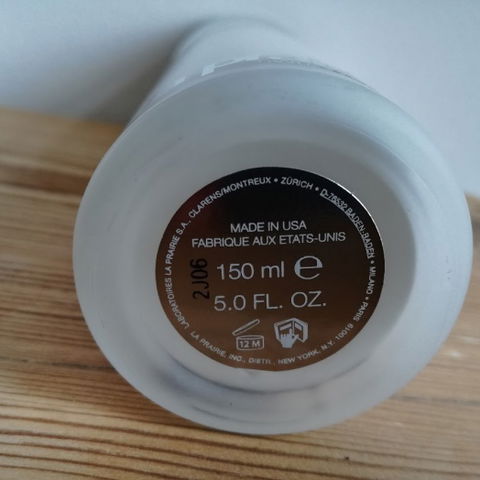 LABORATOIRES LA PRAIRIE S.A., CLARENS/MONTREUX • ZÜRICH • D-76532 BADEN-BADEN • MILANO • PARIS
LA PRAIRIE, INC., DISTR., NEW YORK, N.Y. 10019
MADE IN USA
FABRIQUE AUX ETATS-UNIS
2J06
150 ml ℮
5.0 FL. OZ.
12 M